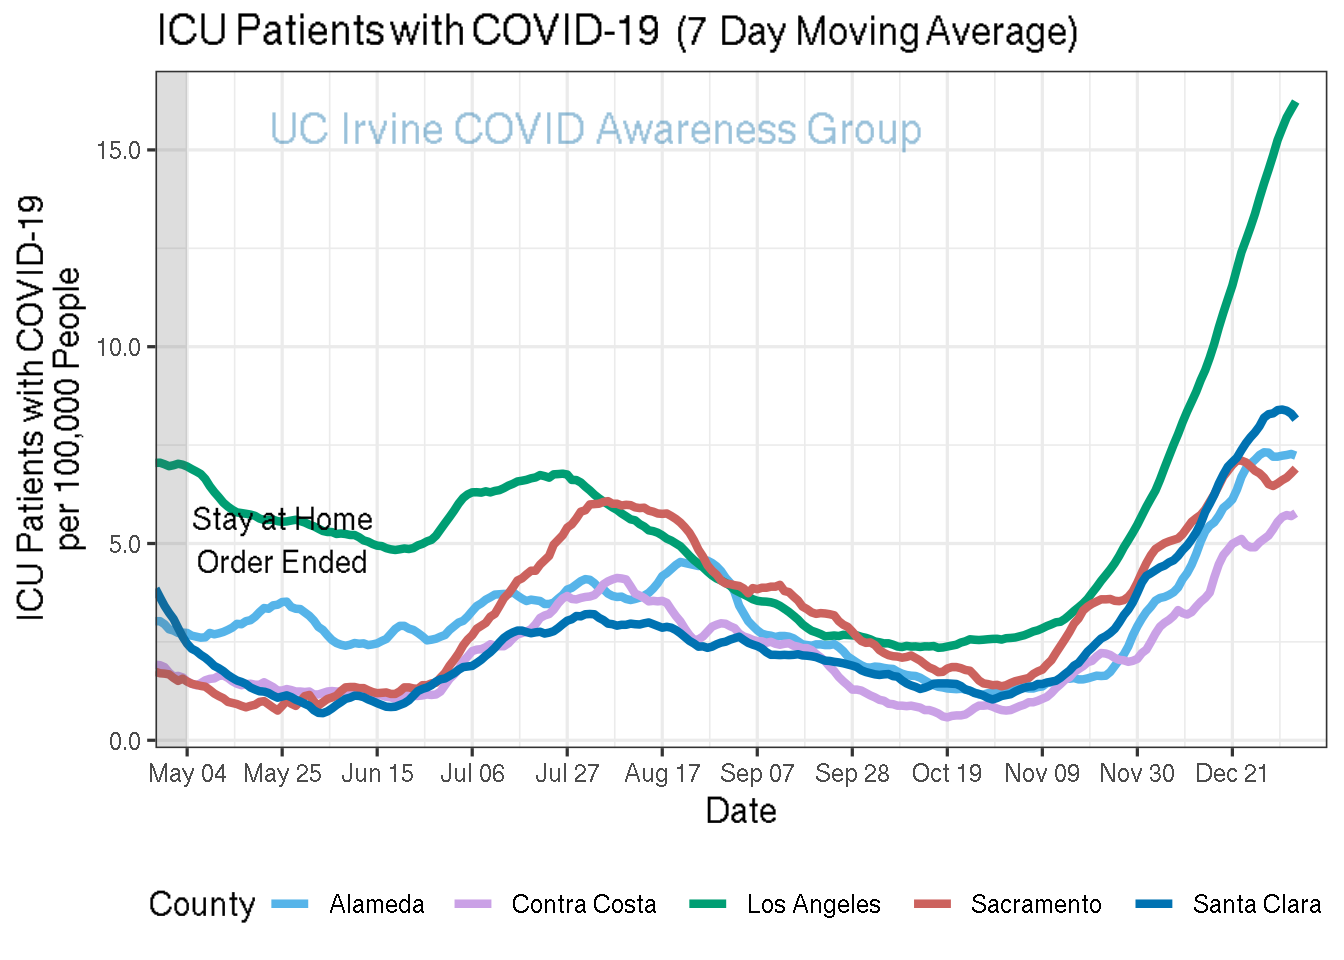 ICU Patients with COVID-19 (7 Day Moving Average)
UC Irvine COVID Awareness Group
15.0
10.0
5.0
0.0
ICU Patients with COVID-19
per 100,000 People
Stay at Home
Order Ended
May 04 May 25 Jun 15 Jul 06 Jul 27 Aug 17 Sep 07 Sep 28 Oct 19 Nov 09 Nov 30 Dec 21
Date
County Alameda Contra Costa Los Angeles Sacramento Santa Clara